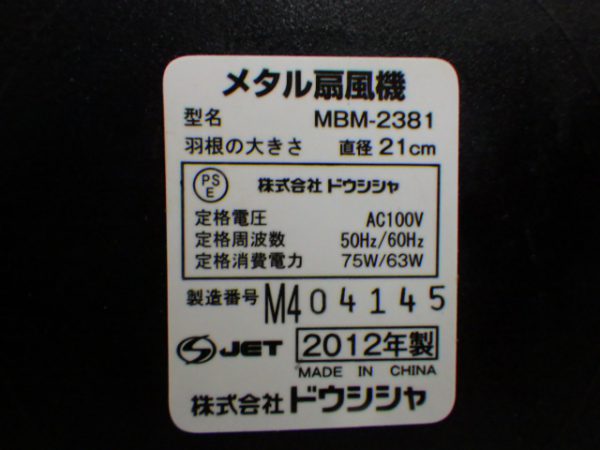 メタル扇風機
型名 MBM-2381
羽根の大きさ 直径 21cm
PSE 株式会社 ドウシシャ
定格電圧 AC100V
定格周波数 50Hz/60Hz
定格消費電力 75W/63W
製造番号 M404145
JET 2012年製
MADE IN CHINA
株式会社ドウシシャ